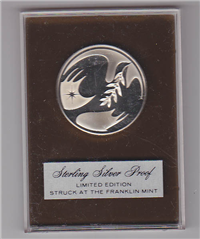 Sterling Silver Proof
LIMITED EDITION
STRUCK AT THE FRANKLIN MINT